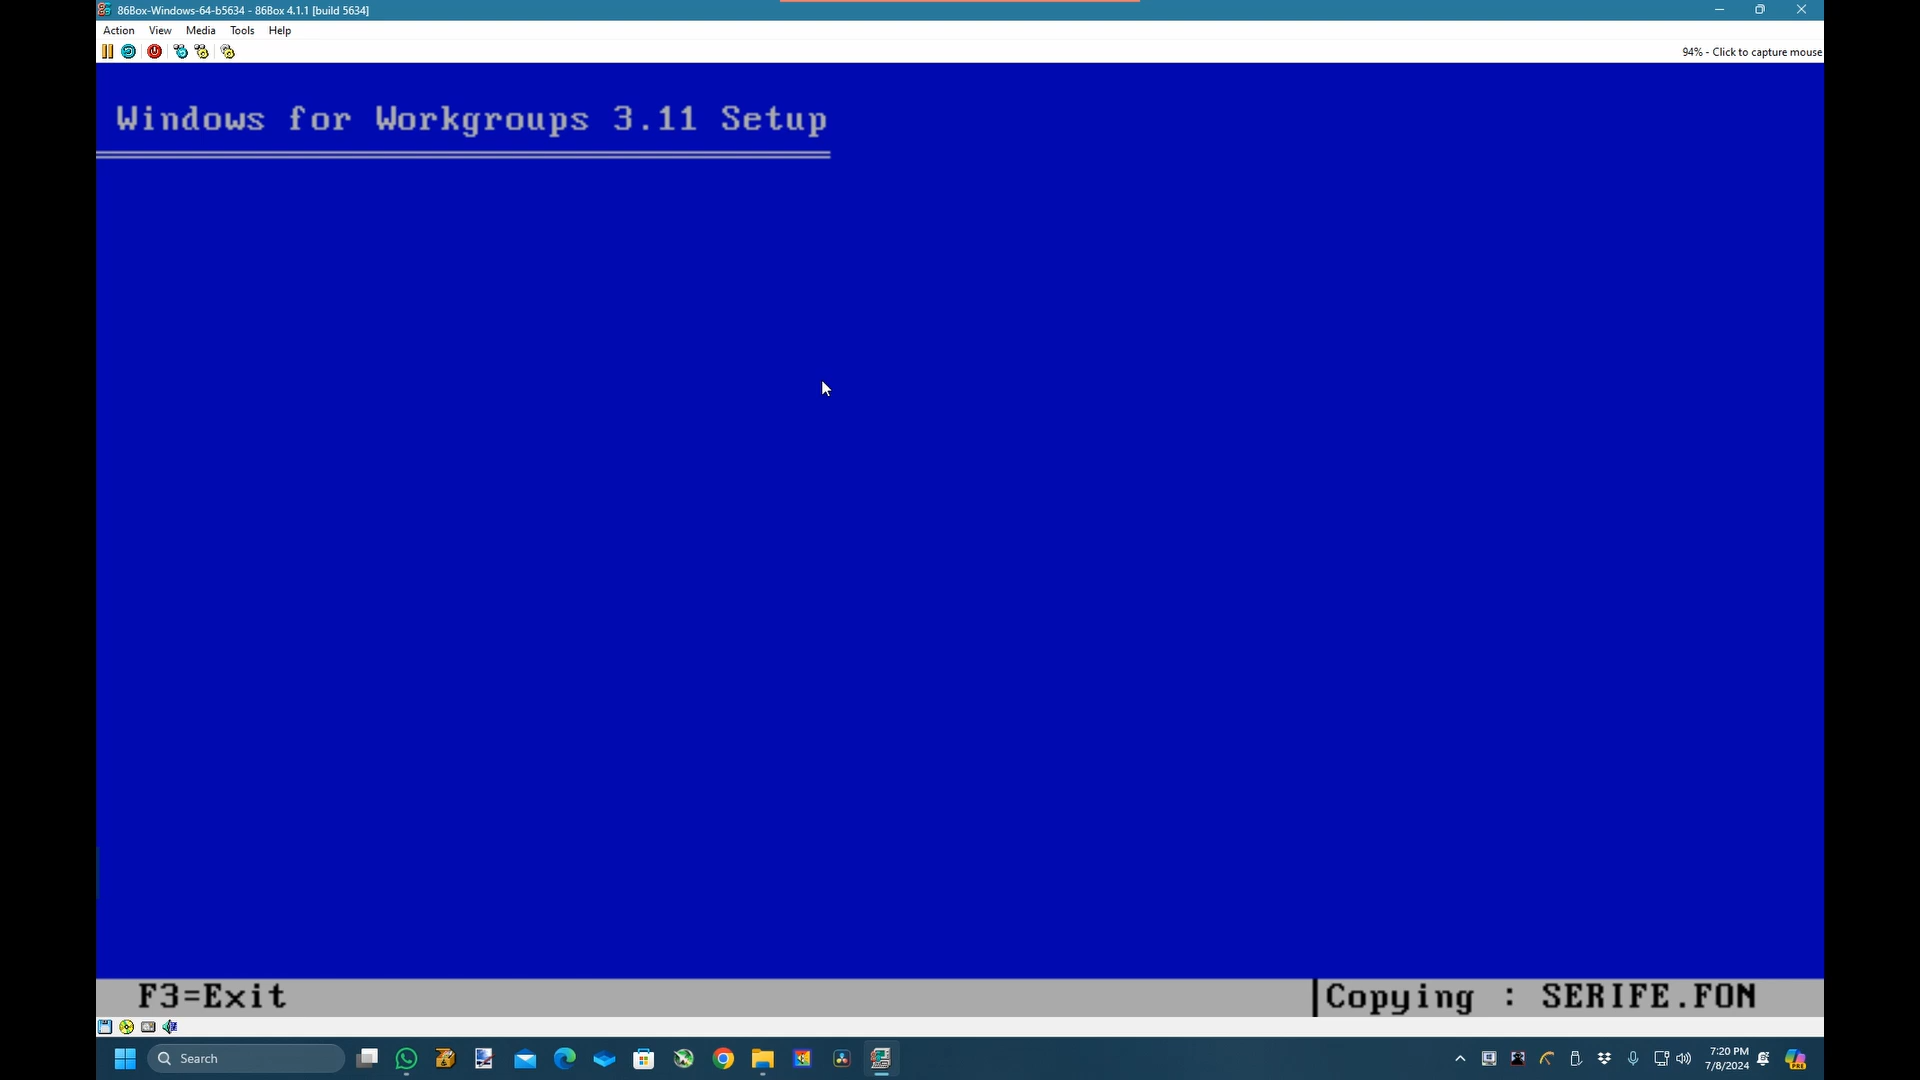 86Box-Windows-64-b5634 - 86Box 4.1.1 [build 5634]
Action View Media Tools Help
94% - Click to capture mouse
Windows for Workgroups 3.11 Setup
F3=Exit
Copying : SERIFE.FON
Search
7:20 PM
7/8/2024
PRE